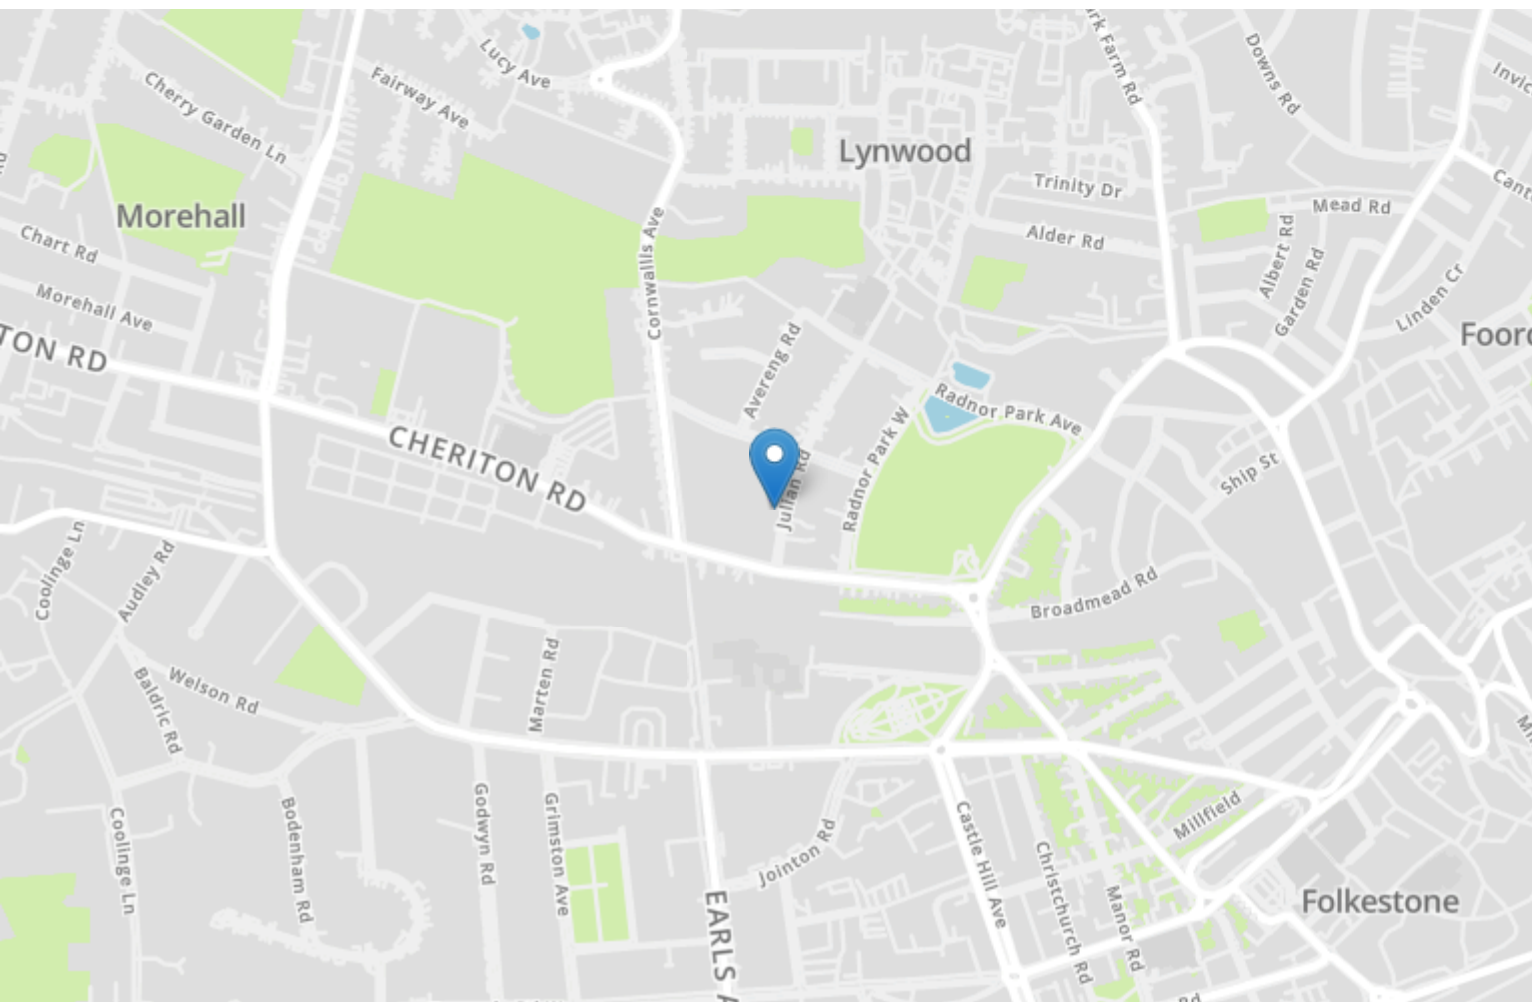 Lucy Ave
Fairway Ave
Cherry Garden Ln
Downs Rd
Lynwood
Trinity Dr
Mead Rd
Morehall
Chart Rd
Alder Rd
Albert Rd
Garden Rd
Linden Cr
Cornwallis Ave
Morehall Ave
TON RD
Avereng Rd
Radnor Park Ave
Radnor Park W
CHERITON RD
Julian Rd
Ship St
Coolinge Ln
Audley Rd
Broadmead Rd
Baldric Rd
Welson Rd
Marten Rd
Coolinge Ln
Bodenham Rd
Godwyn Rd
Grimston Ave
Jointon Rd
Castle Hill Ave
Christchurch Rd
Manor Rd
Millfield
EARLS A
Folkestone
Rd